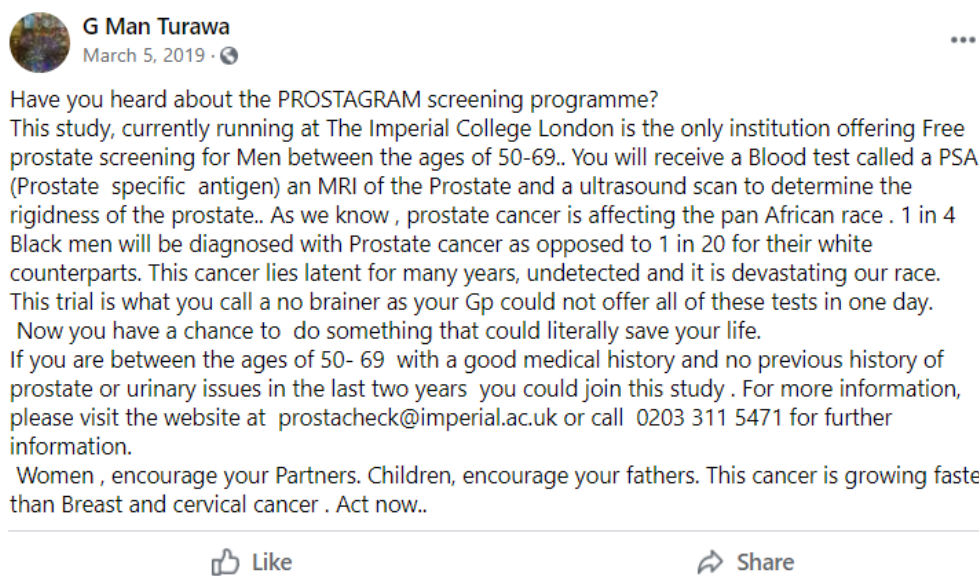 G Man Turawa
March 5, 2019 ·
Have you heard about the PROSTAGRAM screening programme?
This study, currently running at The Imperial College London is the only institution offering Free
prostate screening for Men between the ages of 50-69.. You will receive a Blood test called a PSA
(Prostate specific antigen) an MRI of the Prostate and a ultrasound scan to determine the
rigidness of the prostate.. As we know , prostate cancer is affecting the pan African race . 1 in 4
Black men will be diagnosed with Prostate cancer as opposed to 1 in 20 for their white
counterparts. This cancer lies latent for many years, undetected and it is devastating our race.
This trial is what you call a no brainer as your Gp could not offer all of these tests in one day.
Now you have a chance to do something that could literally save your life.
If you are between the ages of 50- 69 with a good medical history and no previous history of
prostate or urinary issues in the last two years you could join this study . For more information,
please visit the website at prostacheck@imperial.ac.uk or call 0203 311 5471 for further
information.
Women , encourage your Partners. Children, encourage your fathers. This cancer is growing faste
than Breast and cervical cancer . Act now..
Like
Share